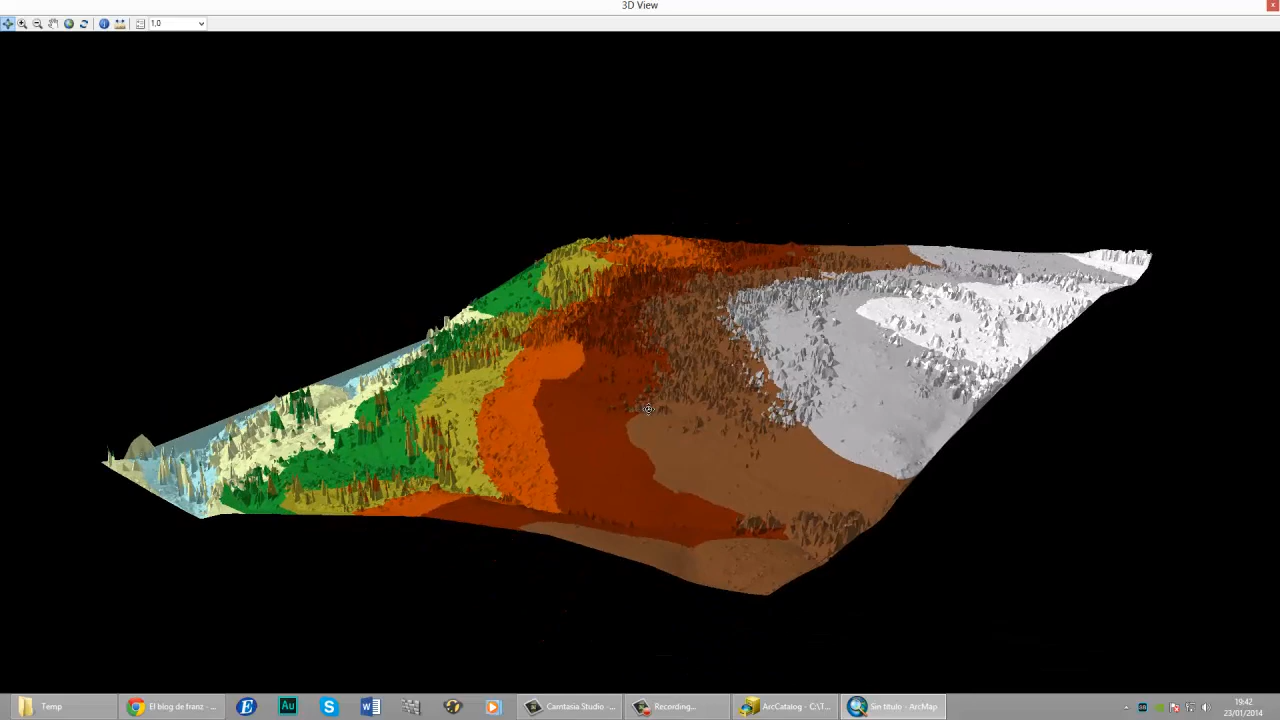 3D View
1,0
Temp
El blog de franz - ...
Camtasia Studio - ...
Recording...
ArcCatalog - C:\T...
Sin título - ArcMap
19:42
23/01/2014